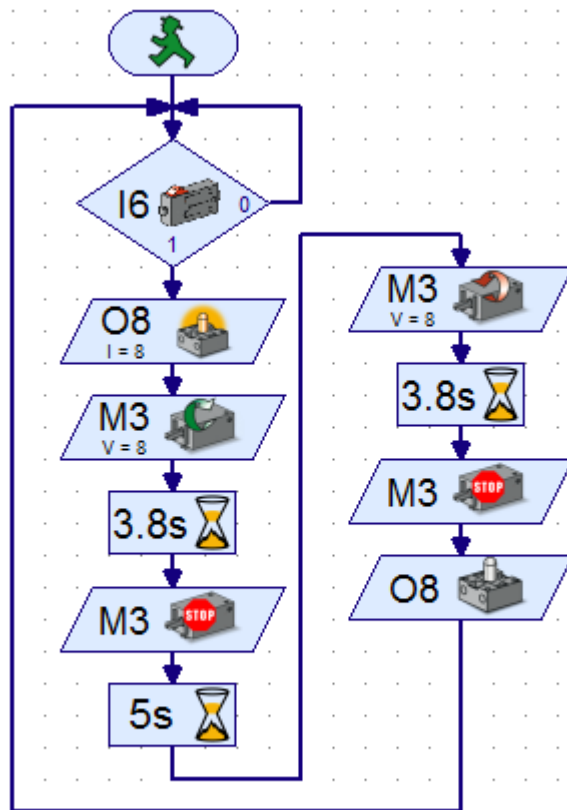 I6
0
1
O8
I = 8
M3
V = 8
3.8s
M3
STOP
5s
M3
V = 8
3.8s
M3
STOP
O8